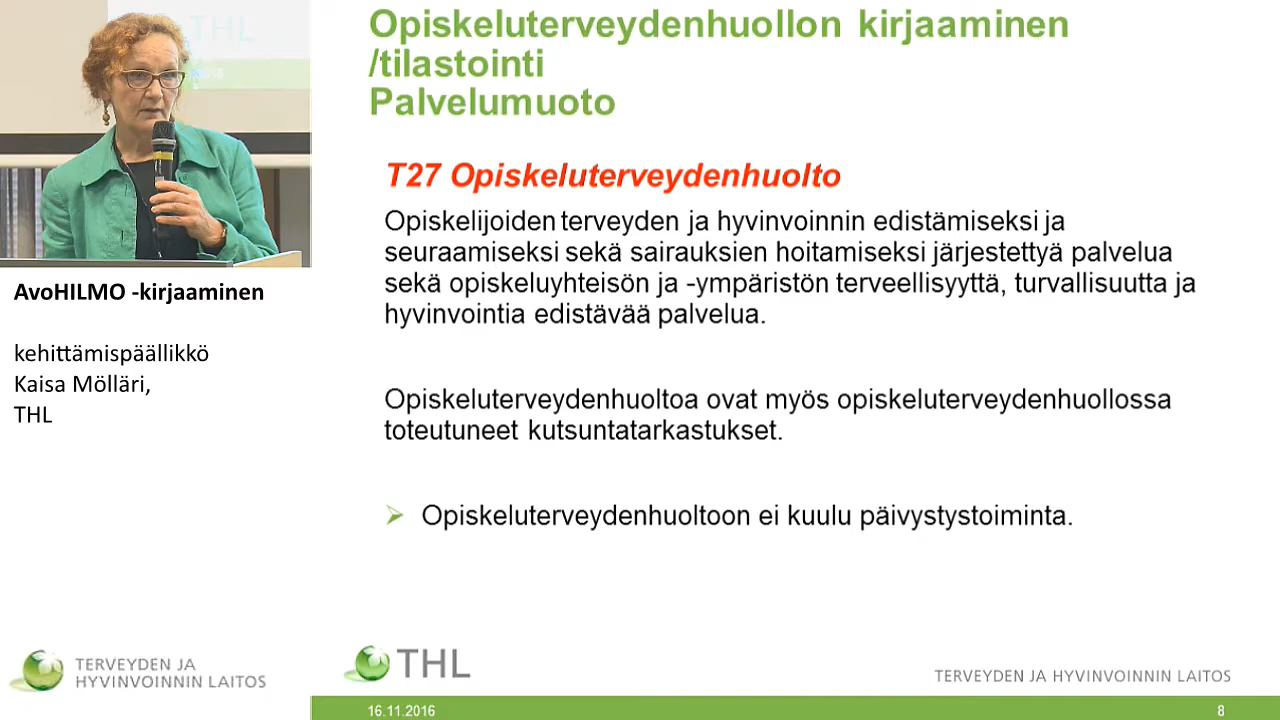 THL
Opiskeluterveydenhuollon kirjaaminen
/tilastointi
Palvelumuoto
T27 Opiskeluterveydenhuolto
Opiskelijoiden terveyden ja hyvinvoinnin edistämiseksi ja
seuraamiseksi sekä sairauksien hoitamiseksi järjestettyä palvelua
sekä opiskeluyhteisön ja -ympäristön terveellisyyttä, turvallisuutta ja
hyvinvointia edistävää palvelua.
Opiskeluterveydenhuoltoa ovat myös opiskeluterveydenhuollossa
toteutuneet kutsuntatarkastukset.
➢ Opiskeluterveydenhuoltoon ei kuulu päivystystoiminta.
AvoHILMO -kirjaaminen
kehittämispäällikkö
Kaisa Mölläri,
THL
TERVEYDEN JA
HYVINVOINNIN LAITOS
THL
TERVEYDEN JA HYVINVOINNIN LAITOS
16.11.2016
8